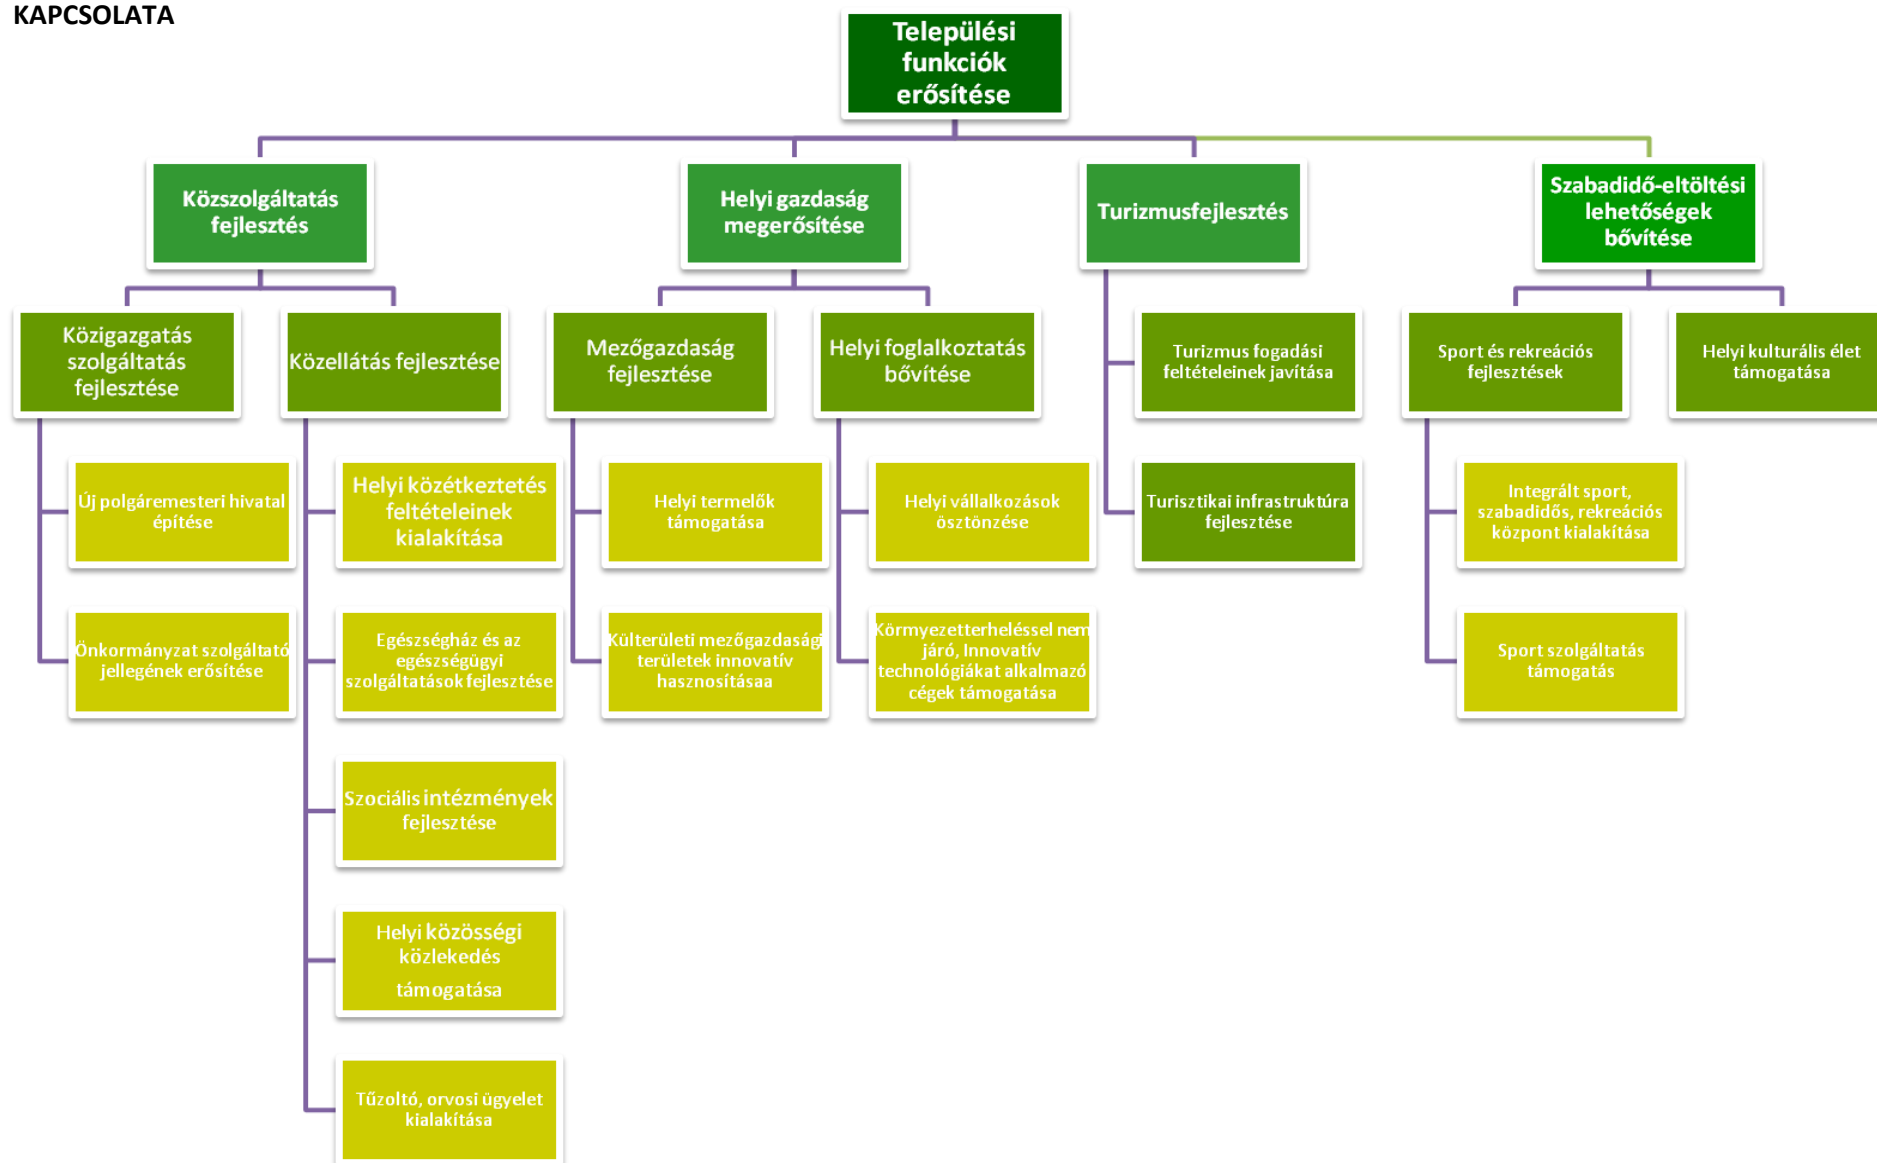 KAPCSOLATA
Települési
funkciók
erősítése
Közszolgáltatás
fejlesztés
Helyi gazdaság
megerősítése
Turizmusfejlesztés
Szabadidő-eltöltési
lehetőségek
bővítése
Közigazgatás
szolgáltatás
fejlesztése
Közellátás fejlesztése
Mezőgazdaság
fejlesztése
Helyi foglalkoztatás
bővítése
Turizmus fogadási
feltételeinek javítása
Sport és rekreációs
fejlesztések
Helyi kulturális élet
támogatása
Új polgáremesteri hivatal
építése
Helyi közétkeztetés
feltételeinek
kialakítása
Helyi termelők
támogatása
Helyi vállalkozások
ösztönzése
Turisztikai infrastruktúra
fejlesztése
Integrált sport,
szabadidős, rekreációs
központ kialakítása
Önkormányzat szolgáltató
jellegének erősítése
Egészségház és az
egészségügyi
szolgáltatások fejlesztése
Külterületi mezőgazdasági
területek innovatív
hasznosításaa
Környezetterheléssel nem
járó, Innovatív
technológiákat alkalmazó
cégek támogatása
Sport szolgáltatás
támogatás
Szociális intézmények
fejlesztése
Helyi közösségi
közlekedés
támogatása
Tűzoltó, orvosi ügyelet
kialakítása